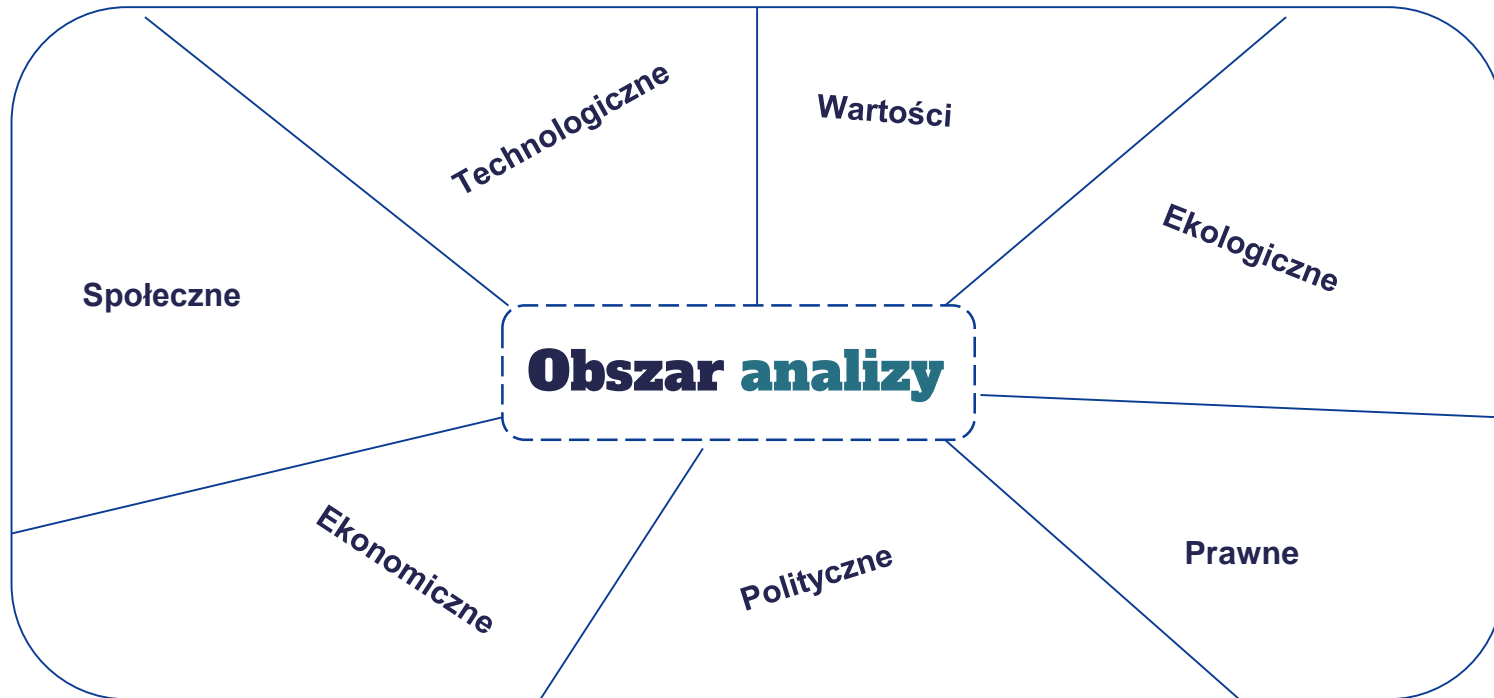 Technologiczne
Wartości
Ekologiczne
Społeczne
Obszar analizy
Ekonomiczne
Polityczne
Prawne